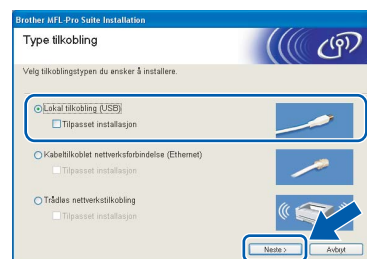 Brother MFL-Pro Suite Installation
Type tilkobling
Velg tilkoblingstypen du ønsker å installere.
Lokal tilkobling (USB)
Tilpasset installasjon
Kabeltilkoblet nettverksforbindelse (Ethernet)
Tilpasset installasjon
Trådløs nettverkstilkobling
Tilpasset installasjon
Neste > Avbryt